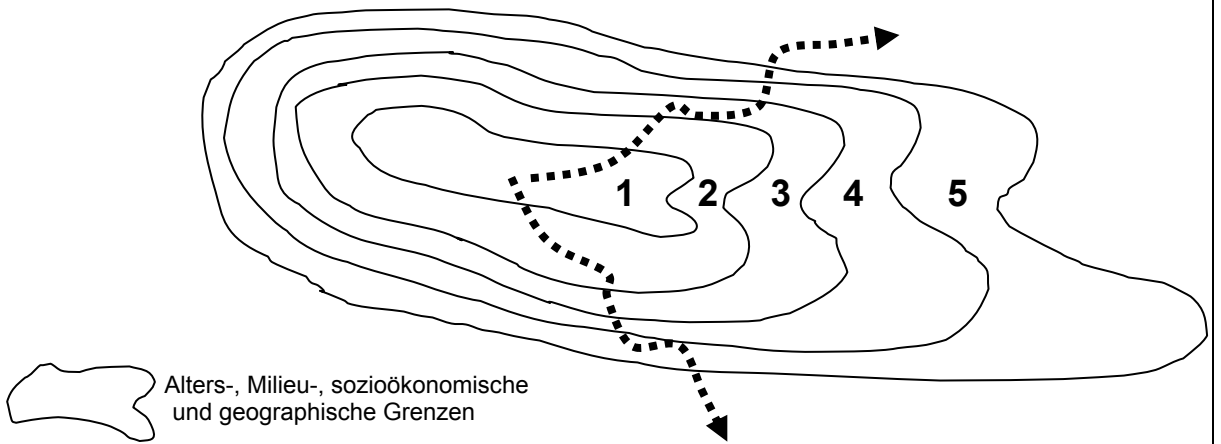 1 2 3 4 5
Alters-, Milieu-, sozioökonomische
und geographische Grenzen